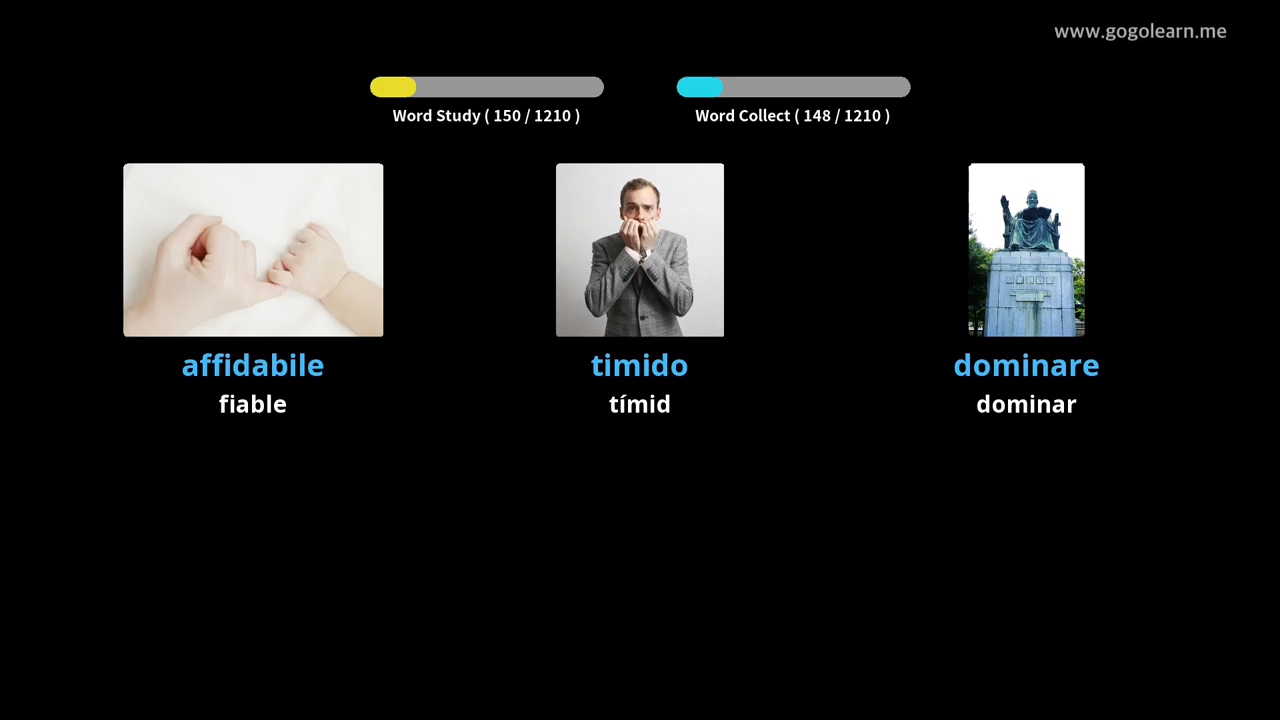 www.gogolearn.me
Word Study ( 150 / 1210 )
Word Collect ( 148 / 1210 )
affidabile
fiable
timido
tímid
dominare
dominar